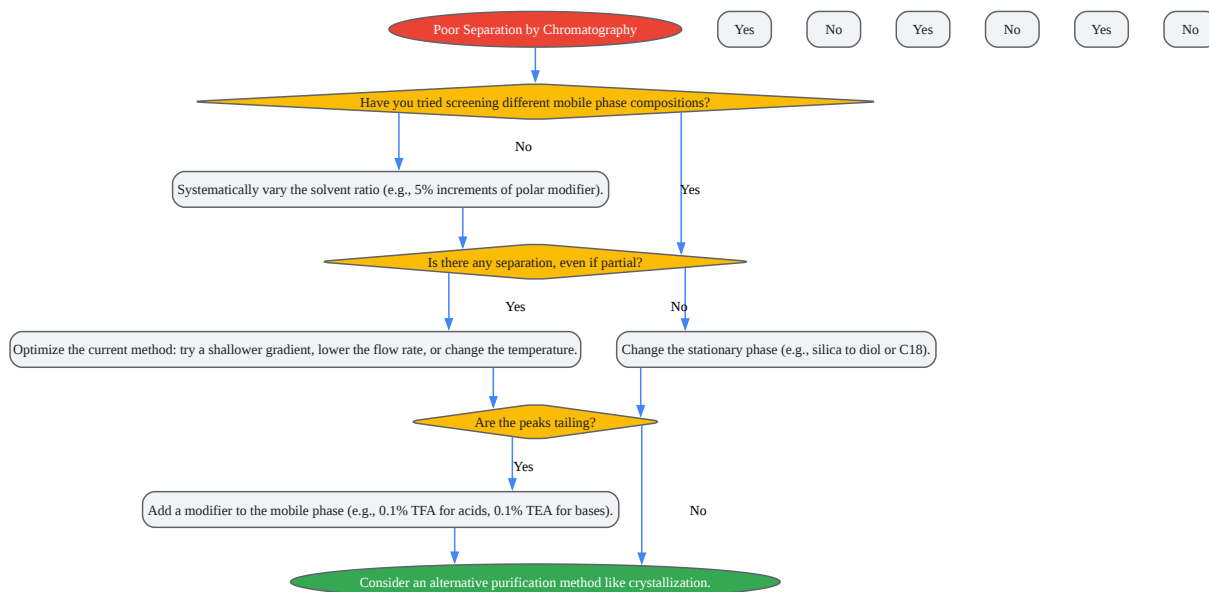 Poor Separation by Chromatography
Yes
No
Yes
No
Yes
No
Have you tried screening different mobile phase compositions?
No
Systematically vary the solvent ratio (e.g., 5% increments of polar modifier).
Yes
Is there any separation, even if partial?
Yes
No
Optimize the current method: try a shallower gradient, lower the flow rate, or change the temperature.
Change the stationary phase (e.g., silica to diol or C18).
Are the peaks tailing?
Yes
Add a modifier to the mobile phase (e.g., 0.1% TFA for acids, 0.1% TEA for bases).
No
Consider an alternative purification method like crystallization.